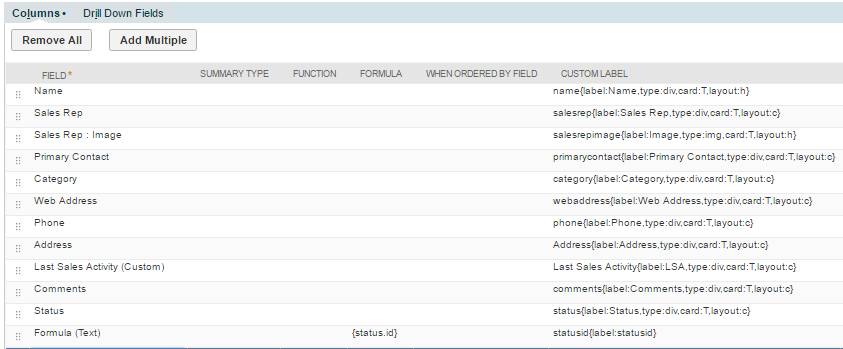 Columns • Drill Down Fields
Remove All Add Multiple
FIELD* SUMMARY TYPE FUNCTION FORMULA WHEN ORDERED BY FIELD CUSTOM LABEL
Name name{label:Name,type:div,card:T,layout:h}
Sales Rep salesrep{label:Sales Rep,type:div,card:T,layout:c}
Sales Rep : Image salesrepimage{label:Image,type:img,card:T,layout:h}
Primary Contact primarycontact{label:Primary Contact,type:div,card:T,layout:c}
Category category{label:Category,type:div,card:T,layout:c}
Web Address webaddress{label:Web Address,type:div,card:T,layout:c}
Phone phone{label:Phone,type:div,card:T,layout:c}
Address Address{label:Address,type:div,card:T,layout:c}
Last Sales Activity (Custom) Last Sales Activity{label:LSA,type:div,card:T,layout:c}
Comments comments{label:Comments,type:div,card:T,layout:c}
Status status{label:Status,type:div,card:T,layout:c}
Formula (Text) {status.id} statusid{label:statusid}